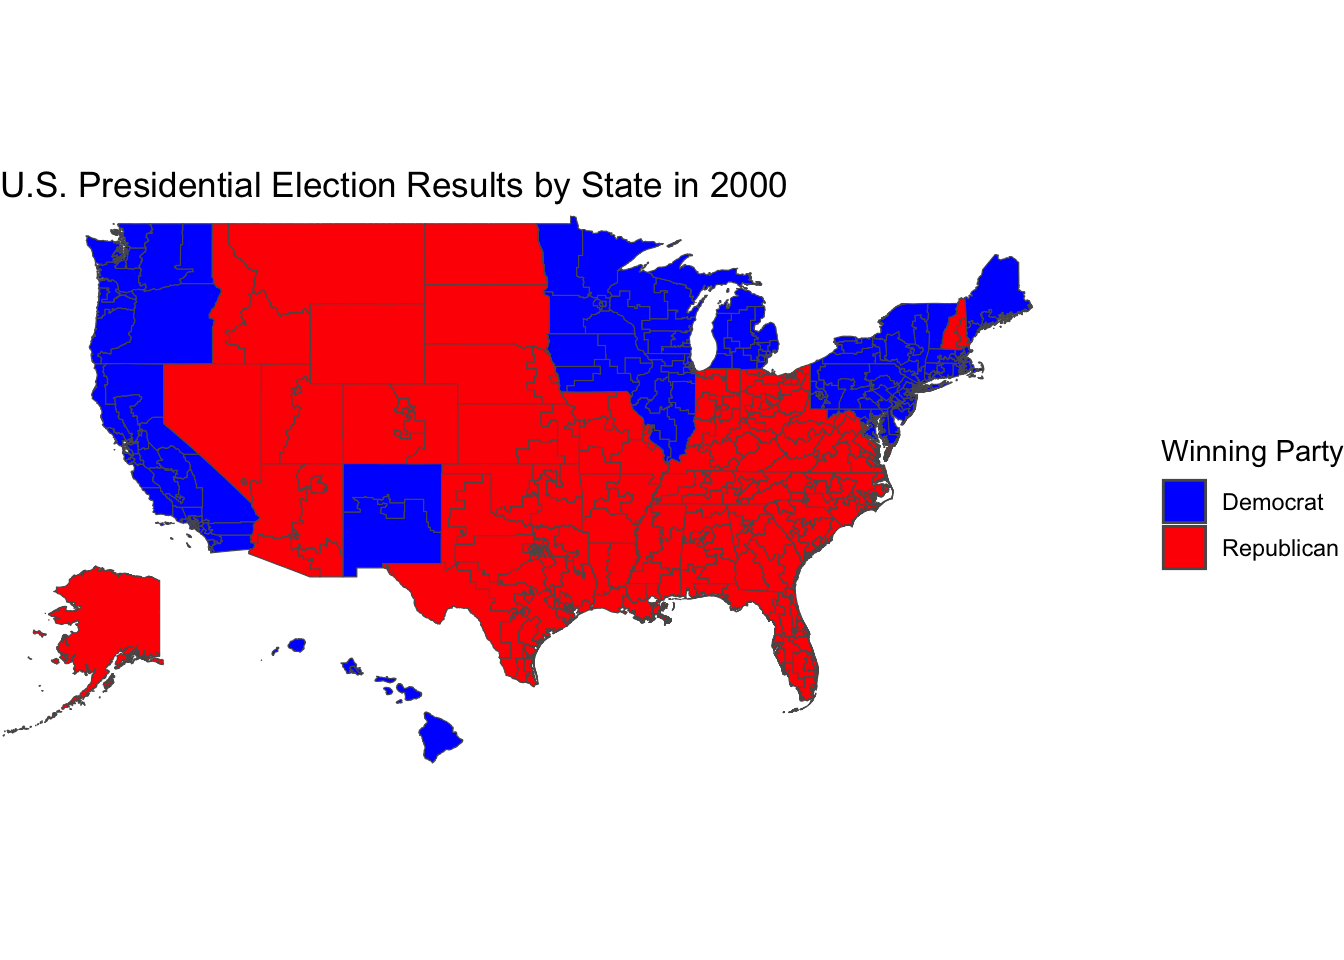 U.S. Presidential Election Results by State in 2000
Winning Party
Democrat
Republican